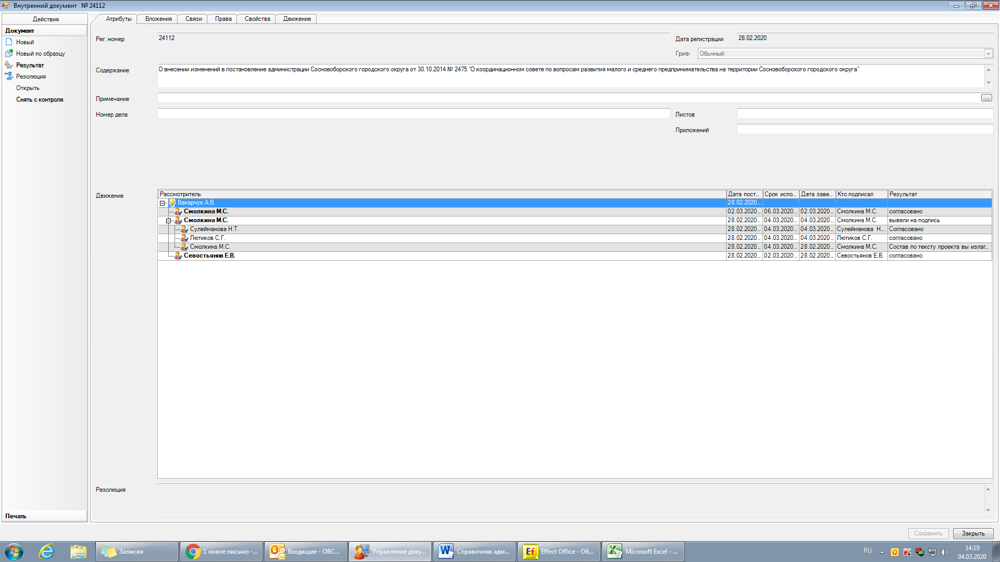 Внутренний документ № 24112
Действия
Документ
Новый
Новый по образцу
Результат
Резолюция
Открыть
Снять с контроля
Печать
Атрибуты Вложения Связи Права Свойства Движение
Рег. номер 24112 Дата регистрации 28.02.2020
Гриф Обычный
Содержание О внесении изменений в постановление администрации Сосновоборского городского округа от 30.10.2014 № 2475 "О координационном совете по вопросам развития малого и среднего предпринимательства на территории Сосновоборского городского округа"
Примечание ...
Номер дела Листов
Приложений
Движение
Рассмотритель Дата пост... Срок испо... Дата заве... Кто подписал Результат
Вакарчук А.В. 28.02.2020...
Смолкина М.С. 02.03.2020... 06.03.2020... 02.03.2020... Смолкина М.С. согласовано
Смолкина М.С. 28.02.2020... 04.03.2020... 04.03.2020... Смолкина М.С. вывели на подпись
Сулейманова Н.Т. 28.02.2020... 04.03.2020... 04.03.2020... Сулейманова Н... Согласовано
Лютиков С.Г. 28.02.2020... 04.03.2020... 04.03.2020... Лютиков С.Г. согласовано
Смолкина М.С. 28.02.2020... 04.03.2020... 28.02.2020... Смолкина М.С. Состав по тексту проекта вы излаг...
Севостьянов Е.В. 28.02.2020... 02.03.2020... 28.02.2020... Севостьянов Е.В. согласовано
Резолюция
Сохранить Закрыть
Записки 1 новое письмо -... Входящие - ОВС... Управление доку... Справочник адм... Effect Office - Об... Microsoft Excel - ... RU 14:19
04.03.2020